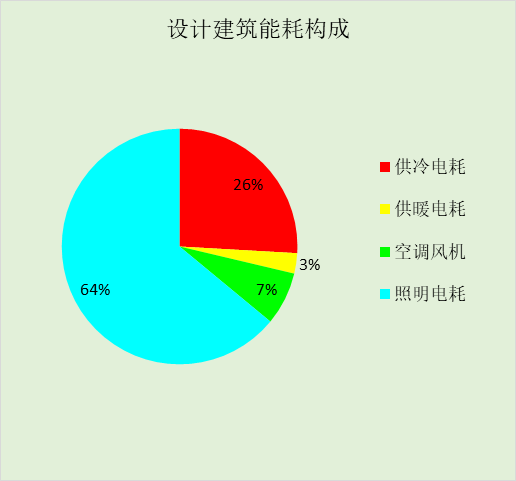 设计建筑能耗构成
26%
3%
7%
64%
供冷电耗
供暖电耗
空调风机
照明电耗